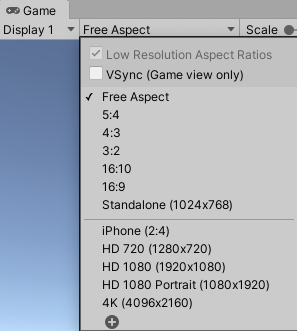 Game
Display 1 Free Aspect Scale
Low Resolution Aspect Ratios
VSync (Game view only)
Free Aspect
5:4
4:3
3:2
16:10
16:9
Standalone (1024x768)
iPhone (2:4)
HD 720 (1280x720)
HD 1080 (1920x1080)
HD 1080 Portrait (1080x1920)
4K (4096x2160)